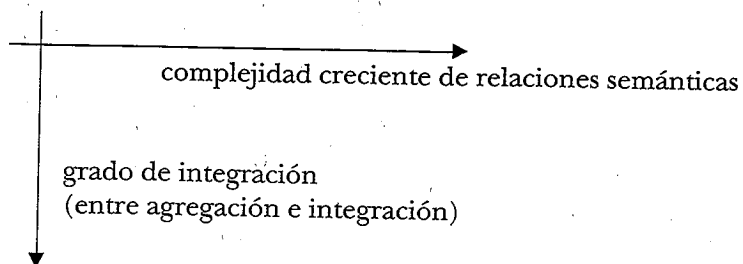 complejidad creciente de relaciones semánticas
grado de integración
(entre agregación e integración)